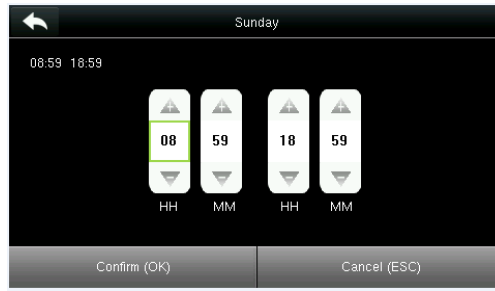 Sunday
08:59 18:59
+ + + +
08 59 18 59
- - - -
HH MM HH MM
Confirm (OK) Cancel (ESC)